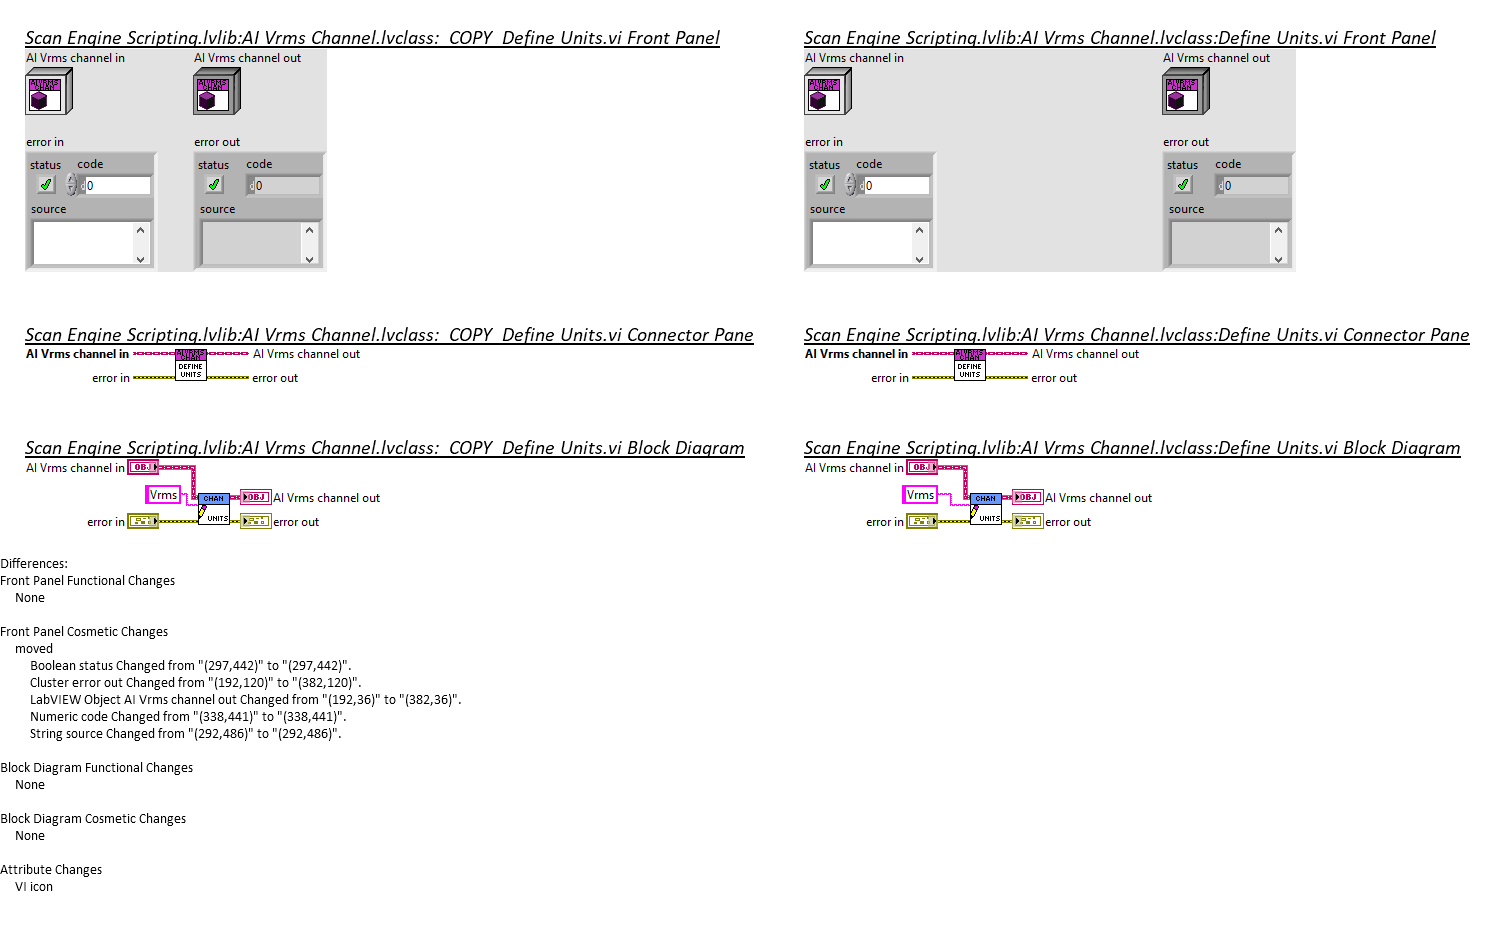 Scan Engine Scripting.lvlib:AI Vrms Channel.lvclass:  COPY  Define Units.vi Front Panel
AI Vrms channel in
AI Vrms channel out
AIVRMS
CHAN
AIVRMS
CHAN
error in
error out
status
code
status
code
d 0
d 0
source
source
Scan Engine Scripting.lvlib:AI Vrms Channel.lvclass:Define Units.vi Front Panel
AI Vrms channel in
AI Vrms channel out
AIVRMS
CHAN
AIVRMS
CHAN
error in
error out
status
code
status
code
d 0
d 0
source
source
Scan Engine Scripting.lvlib:AI Vrms Channel.lvclass:  COPY  Define Units.vi Connector Pane
AI Vrms channel in
AIVRMS
CHAN
DEFINE
UNITS
AI Vrms channel out
error in
error out
Scan Engine Scripting.lvlib:AI Vrms Channel.lvclass:Define Units.vi Connector Pane
AI Vrms channel in
AIVRMS
CHAN
DEFINE
UNITS
AI Vrms channel out
error in
error out
Scan Engine Scripting.lvlib:AI Vrms Channel.lvclass:  COPY  Define Units.vi Block Diagram
AI Vrms channel in
OBJ
Vrms
CHAN
UNITS
OBJ
AI Vrms channel out
error in
error out
Scan Engine Scripting.lvlib:AI Vrms Channel.lvclass:Define Units.vi Block Diagram
AI Vrms channel in
OBJ
Vrms
CHAN
UNITS
OBJ
AI Vrms channel out
error in
error out
Differences:
Front Panel Functional Changes
None
Front Panel Cosmetic Changes
moved
Boolean status Changed from "(297,442)" to "(297,442)".
Cluster error out Changed from "(192,120)" to "(382,120)".
LabVIEW Object AI Vrms channel out Changed from "(192,36)" to "(382,36)".
Numeric code Changed from "(338,441)" to "(338,441)".
String source Changed from "(292,486)" to "(292,486)".
Block Diagram Functional Changes
None
Block Diagram Cosmetic Changes
None
Attribute Changes
VI icon